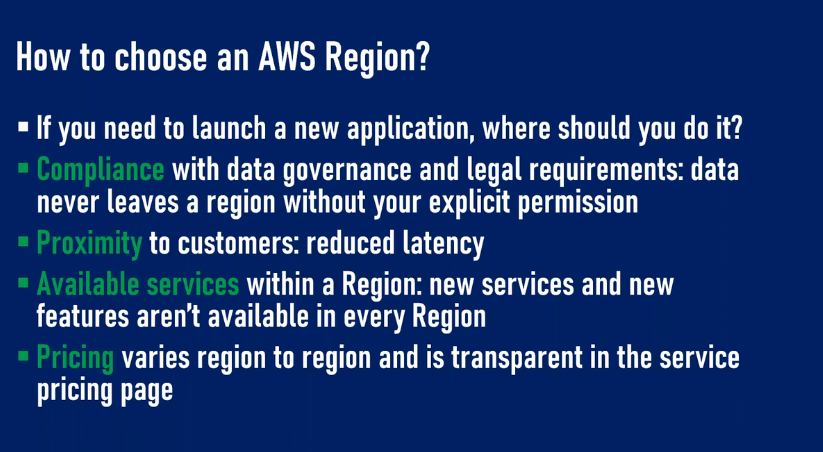 How to choose an AWS Region?
▪ If you need to launch a new application, where should you do it?
▪ Compliance with data governance and legal requirements: data
never leaves a region without your explicit permission
▪ Proximity to customers: reduced latency
▪ Available services within a Region: new services and new
features aren't available in every Region
▪ Pricing varies region to region and is transparent in the service
pricing page